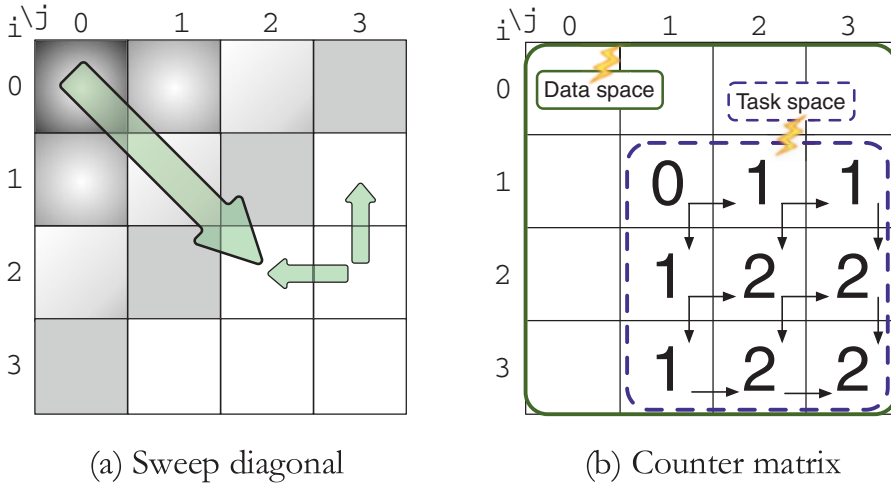 i\j 0 1 2 3
0
1
2
3
(a) Sweep diagonal
i\j 0 1 2 3
0 Data space Task space
1 0 1 1
2 1 2 2
3 1 2 2
(b) Counter matrix